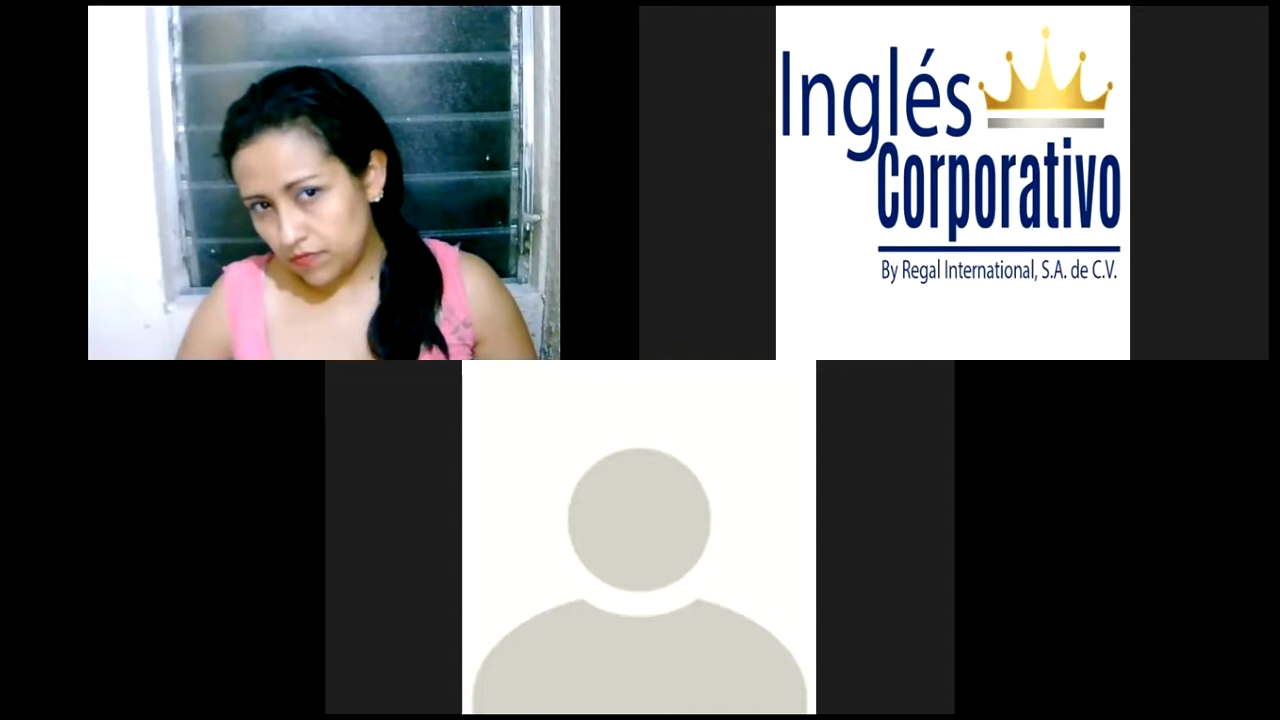 Inglés
Corporativo
By Regal International, S.A. de C.V.